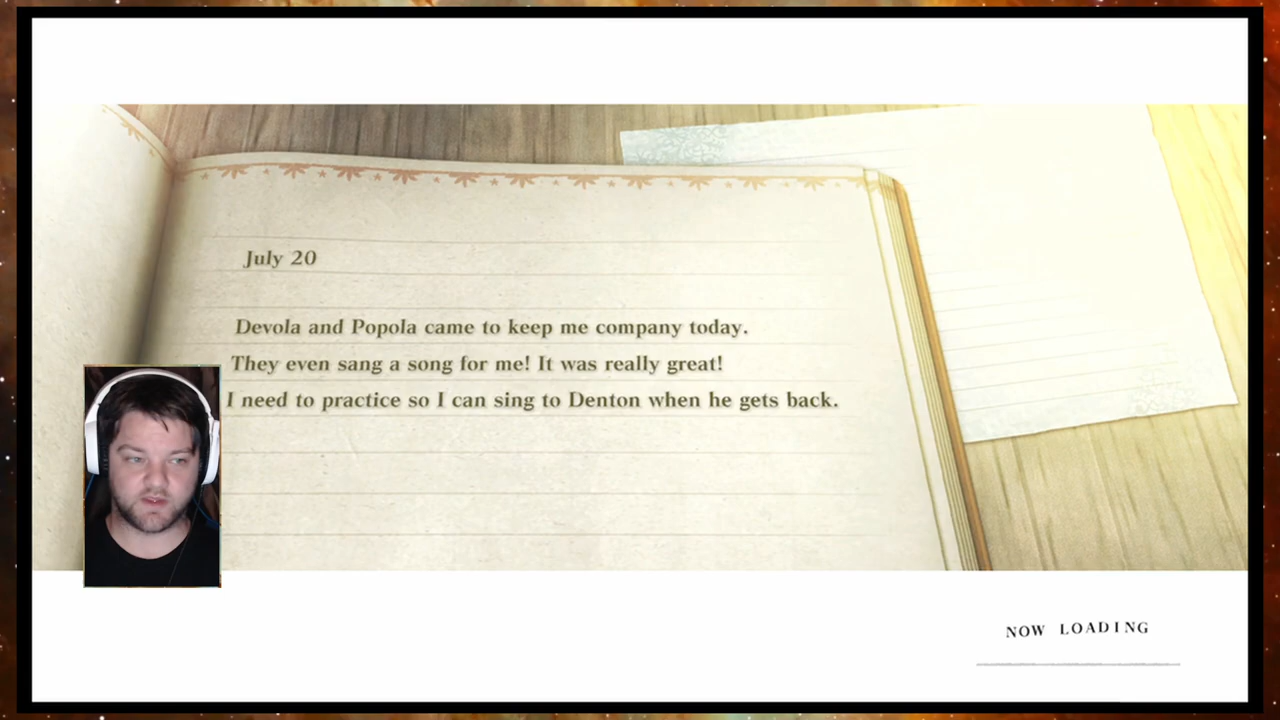 July 20
Devola and Popola came to keep me company today.
They even sang a song for me! It was really great!
I need to practice so I can sing to Denton when he gets back.
NOW LOADING